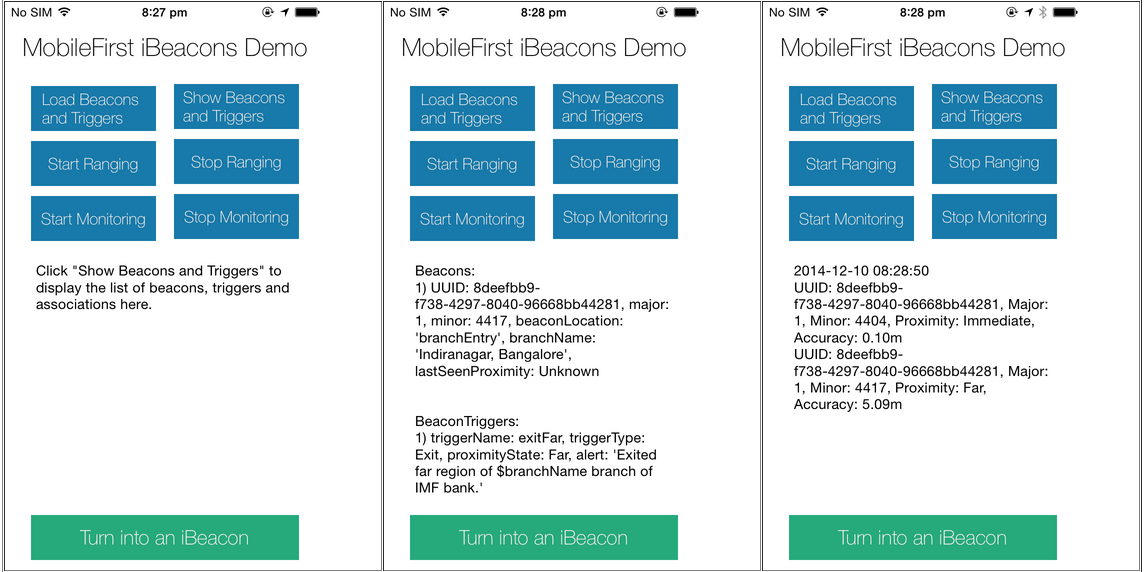 No SIM 8:27 pm
MobileFirst iBeacons Demo
Load Beacons
and Triggers
Show Beacons
and Triggers
Start Ranging
Stop Ranging
Start Monitoring
Stop Monitoring
Click "Show Beacons and Triggers" to
display the list of beacons, triggers and
associations here.
Turn into an iBeacon
No SIM 8:28 pm
MobileFirst iBeacons Demo
Load Beacons
and Triggers
Show Beacons
and Triggers
Start Ranging
Stop Ranging
Start Monitoring
Stop Monitoring
Beacons:
1) UUID: 8deefbb9-
f738-4297-8040-96668bb44281, major:
1, minor: 4417, beaconLocation:
'branchEntry', branchName:
'Indiranagar, Bangalore',
lastSeenProximity: Unknown
BeaconTriggers:
1) triggerName: exitFar, triggerType:
Exit, proximityState: Far, alert: 'Exited
far region of $branchName branch of
IMF bank.'
Turn into an iBeacon
No SIM 8:28 pm
MobileFirst iBeacons Demo
Load Beacons
and Triggers
Show Beacons
and Triggers
Start Ranging
Stop Ranging
Start Monitoring
Stop Monitoring
2014-12-10 08:28:50
UUID: 8deefbb9-
f738-4297-8040-96668bb44281, Major:
1, Minor: 4404, Proximity: Immediate,
Accuracy: 0.10m
UUID: 8deefbb9-
f738-4297-8040-96668bb44281, Major:
1, Minor: 4417, Proximity: Far,
Accuracy: 5.09m
Turn into an iBeacon